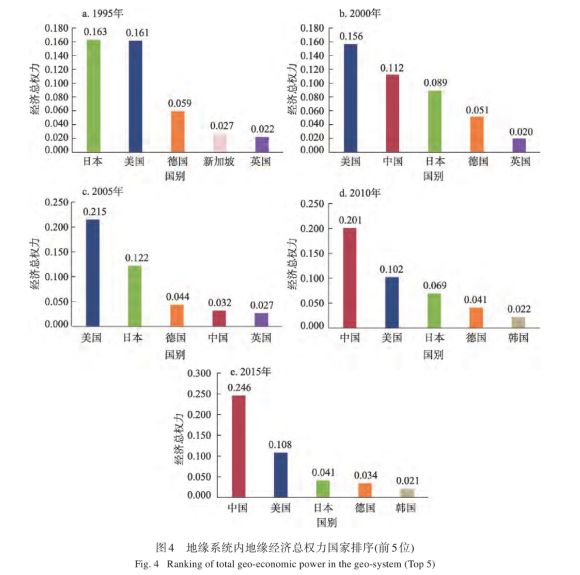 a. 1995年
经济总权力
0.180
0.160
0.140
0.120
0.100
0.080
0.060
0.040
0.020
0.000
0.163 0.161 0.059 0.027 0.022
日本 美国 德国 新加坡 英国
国别
b. 2000年
经济总权力
0.180
0.160
0.140
0.120
0.100
0.080
0.060
0.040
0.020
0.000
0.156 0.112 0.089 0.051 0.020
美国 中国 日本 德国 英国
国别
c. 2005年
经济总权力
0.250
0.200
0.150
0.100
0.050
0.000
0.215 0.122 0.044 0.032 0.027
美国 日本 德国 中国 英国
国别
d. 2010年
经济总权力
0.250
0.200
0.150
0.100
0.050
0.000
0.201 0.102 0.069 0.041 0.022
中国 美国 日本 德国 韩国
国别
e. 2015年
经济总权力
0.300
0.250
0.200
0.150
0.100
0.050
0.000
0.246 0.108 0.041 0.034 0.021
中国 美国 日本 德国 韩国
国别
图4 地缘系统内地缘经济总权力国家排序(前5位)
Fig. 4 Ranking of total geo-economic power in the geo-system (Top 5)